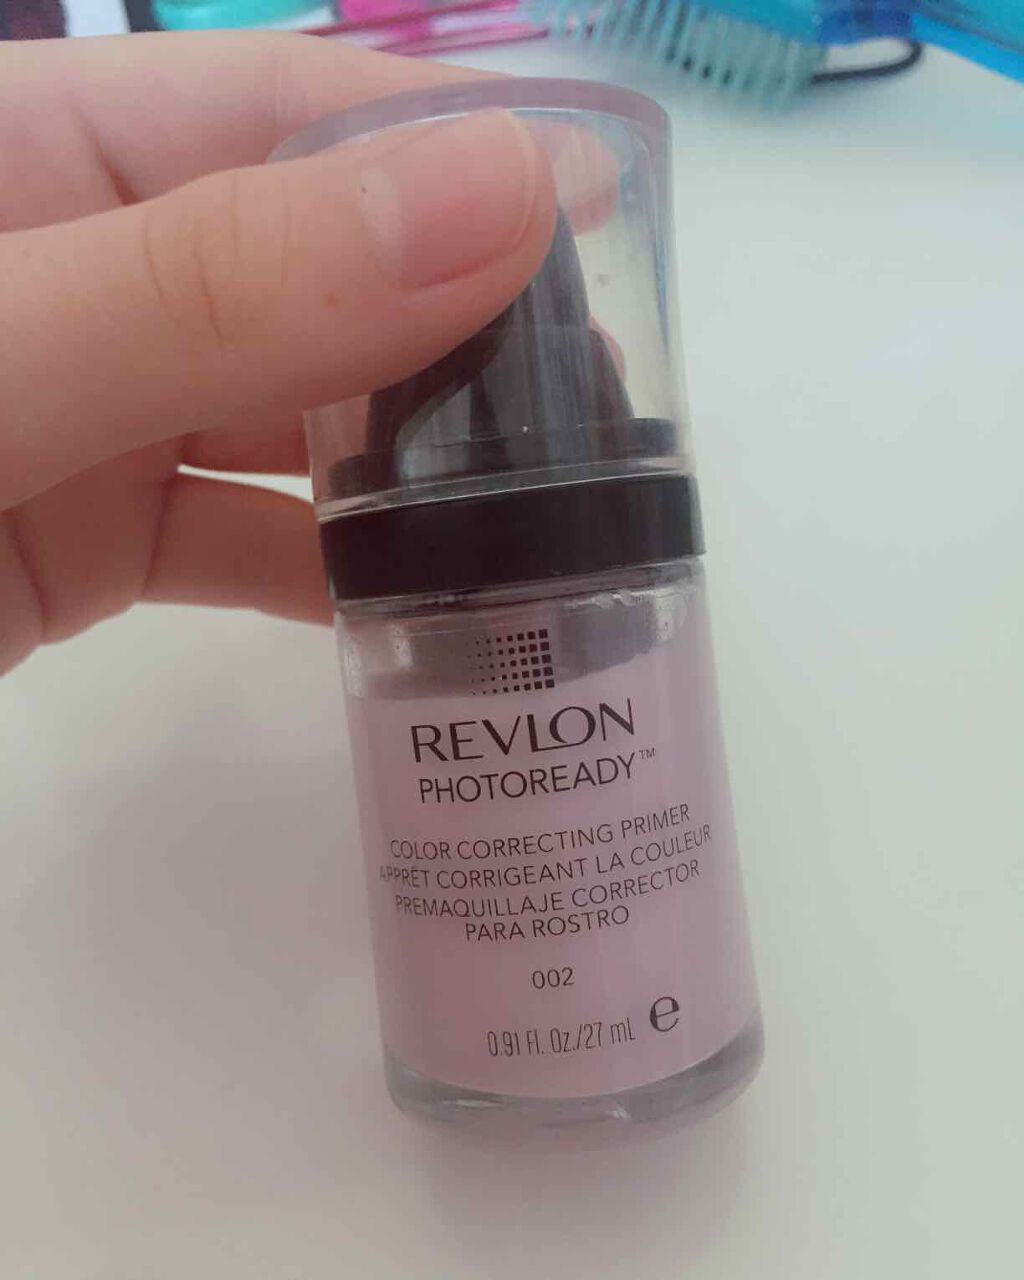 REVLON
PHOTOREADY™
COLOR CORRECTING PRIMER
APPRÊT CORRIGEANT LA COULEUR
PREMAQUILLAJE CORRECTOR
PARA ROSTRO
002
0.91 Fl. Oz./27 mL ℮